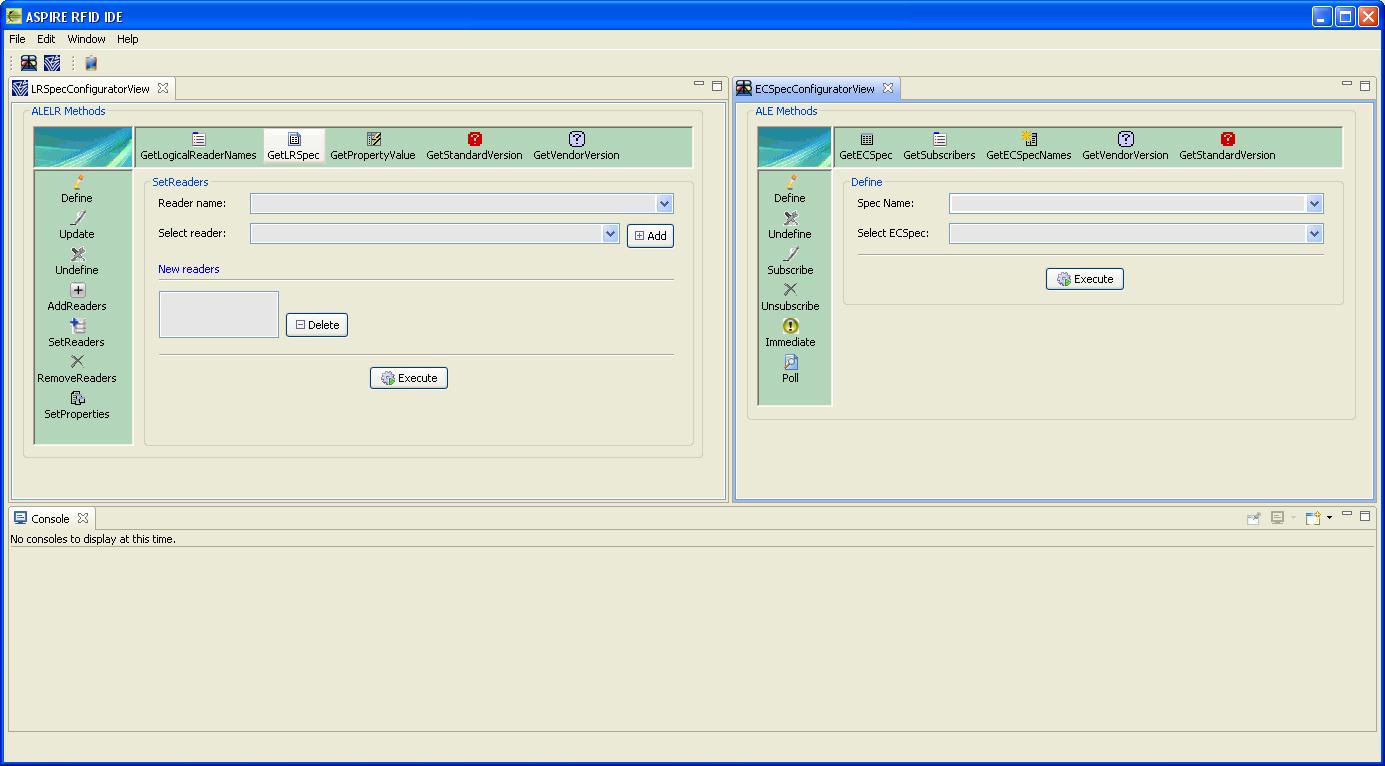 ASPIRE RFID IDE
File Edit Window Help
LRSpecConfiguratorView
ALELR Methods
GetLogicalReaderNames GetLRSpec GetPropertyValue GetStandardVersion GetVendorVersion
Define
Update
Undefine
AddReaders
SetReaders
RemoveReaders
SetProperties
SetReaders
Reader name:
Select reader:
Add
New readers
Delete
Execute
ECSpecConfiguratorView
ALE Methods
GetECSpec GetSubscribers GetECSpecNames GetVendorVersion GetStandardVersion
Define
Undefine
Subscribe
Unsubscribe
Immediate
Poll
Define
Spec Name:
Select ECSpec:
Execute
Console
No consoles to display at this time.